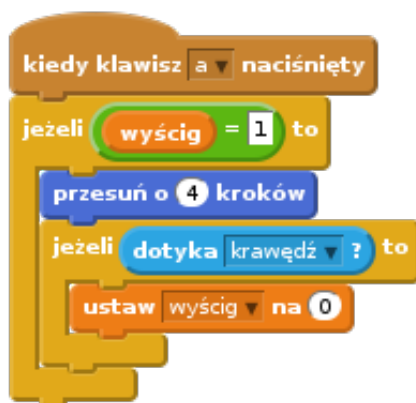 kiedy klawisz a naciśnięty
jeżeli wyścig = 1 to
przesuń o 4 kroków
jeżeli dotyka krawędź ? to
ustaw wyścig na 0